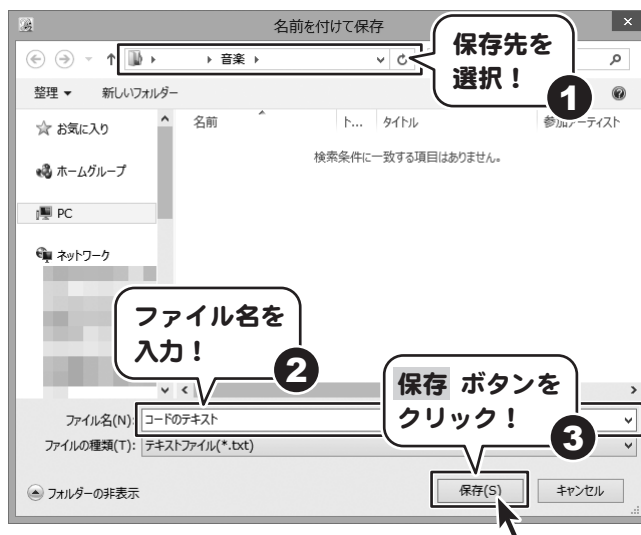 名前を付けて保存
音楽
保存先を
選択！
1
整理 新しいフォルダー
お気に入り
ホームグループ
PC
ネットワーク
名前 ト... タイトル 参加アーティスト
検索条件に一致する項目はありません。
ファイル名を
入力！
2
保存 ボタンを
クリック！
3
ファイル名(N): コードのテキスト
ファイルの種類(T): テキストファイル(*.txt)
フォルダーの非表示
保存(S) キャンセル